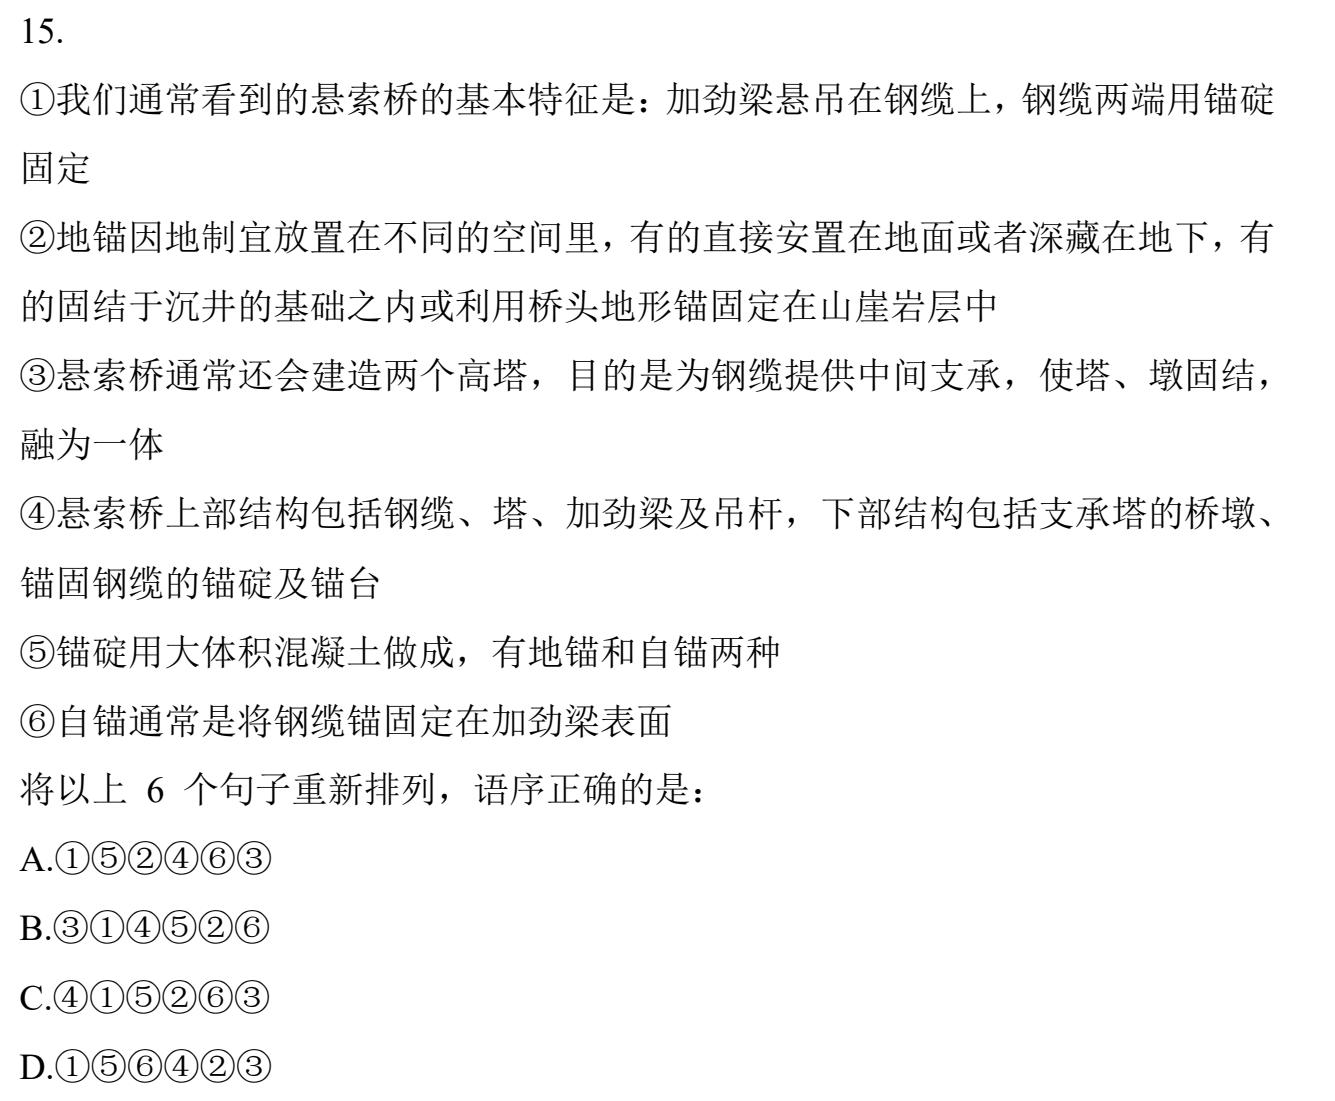 15.
①我们通常看到的悬索桥的基本特征是：加劲梁悬吊在钢缆上，钢缆两端用锚碇
固定
②地锚因地制宜放置在不同的空间里，有的直接安置在地面或者深藏在地下，有
的固结于沉井的基础之内或利用桥头地形锚固定在山崖岩层中
③悬索桥通常还会建造两个高塔，目的是为钢缆提供中间支承，使塔、墩固结，
融为一体
④悬索桥上部结构包括钢缆、塔、加劲梁及吊杆，下部结构包括支承塔的桥墩、
锚固钢缆的锚碇及锚台
⑤锚碇用大体积混凝土做成，有地锚和自锚两种
⑥自锚通常是将钢缆锚固定在加劲梁表面
将以上 6 个句子重新排列，语序正确的是：
A.①⑤②④⑥③
B.③①④⑤②⑥
C.④①⑤②⑥③
D.①⑤⑥④②③